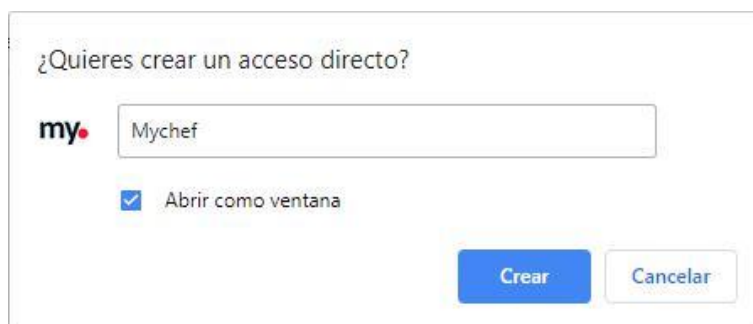 ¿Quieres crear un acceso directo?
my.
Mychef
Abrir como ventana
Crear
Cancelar